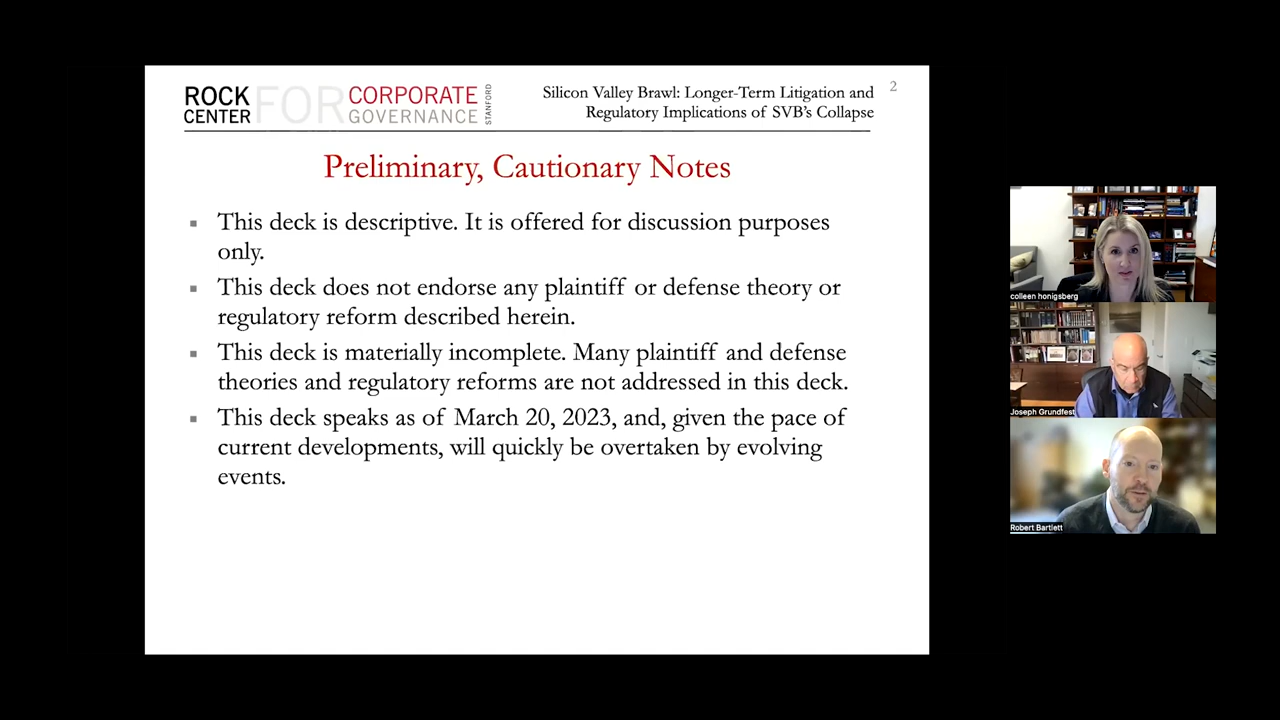 ROCK
CENTER
FOR
CORPORATE
GOVERNANCE
STANFORD
Silicon Valley Brawl: Longer-Term Litigation and
Regulatory Implications of SVB's Collapse
2
Preliminary, Cautionary Notes
▪ This deck is descriptive. It is offered for discussion purposes
only.
▪ This deck does not endorse any plaintiff or defense theory or
regulatory reform described herein.
▪ This deck is materially incomplete. Many plaintiff and defense
theories and regulatory reforms are not addressed in this deck.
▪ This deck speaks as of March 20, 2023, and, given the pace of
current developments, will quickly be overtaken by evolving
events.
colleen honigsberg
Joseph Grundfest
Robert Bartlett